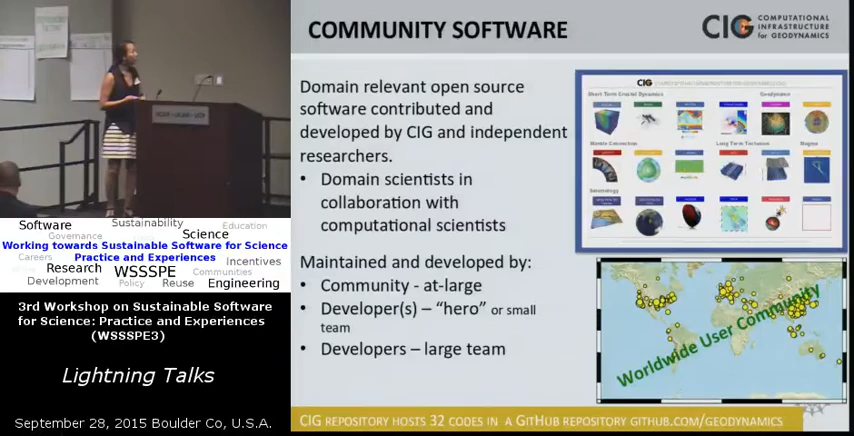 COMMUNITY SOFTWARE
CIG
COMPUTATIONAL
INFRASTRUCTURE
for GEODYNAMICS
Domain relevant open source
software contributed and
developed by CIG and independent
researchers.
• Domain scientists in
collaboration with
computational scientists
Maintained and developed by:
• Community - at-large
• Developer(s) – “hero” or small
team
• Developers – large team
CIG
Short Term Crustal Dynamics
Geodynamo
Mantle Convection
Long Term Tectonics
Magma
Seismology
Worldwide User Community
CIG REPOSITORY HOSTS 32 CODES IN A GITHUB REPOSITORY GITHUB.COM/GEODYNAMICS
Software
Sustainability
Education
Governance
Science
Working towards Sustainable Software for Science
Practice and Experiences
Careers
Incentives
Research
WSSSPE
Communities
Development
Policy
Reuse
Engineering
3rd Workshop on Sustainable Software
for Science: Practice and Experiences
(WSSSPE3)
Lightning Talks
September 28, 2015 Boulder Co, U.S.A.